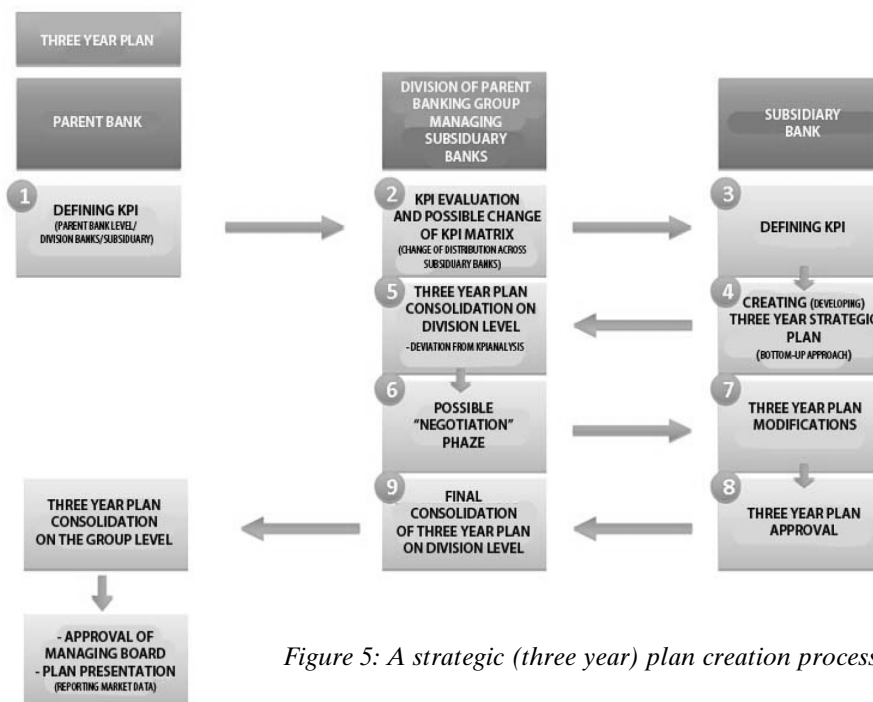 THREE YEAR PLAN
PARENT BANK
DIVISION OF PARENT
BANKING GROUP
MANAGING
SUBSIDUARY
BANKS
SUBSIDIARY
BANK
1
DEFINING KPI
(PARENT BANK LEVEL/
DIVISION BANKS/SUBSIDUARY)
2
KPI EVALUATION
AND POSSIBLE CHANGE
OF KPI MATRIX
(CHANGE OF DISTRIBUTION ACROSS
SUBSIDUARY BANKS)
3
DEFINING KPI
4
CREATING (DEVELOPING)
THREE YEAR STRATEGIC
PLAN
(BOTTOM-UP APPROACH)
5
THREE YEAR PLAN
CONSOLIDATION ON
DIVISION LEVEL
- DEVIATION FROM KPIANALYSIS
6
POSSIBLE
"NEGOTIATION"
PHAZE
7
THREE YEAR PLAN
MODIFICATIONS
8
THREE YEAR PLAN
APPROVAL
9
FINAL
CONSOLIDATION
OF THREE YEAR PLAN
ON DIVISION LEVEL
THREE YEAR PLAN
CONSOLIDATION
ON THE GROUP LEVEL
- APPROVAL OF
MANAGING BOARD
- PLAN PRESENTATION
(REPORTING MARKET DATA)
Figure 5: A strategic (three year) plan creation process